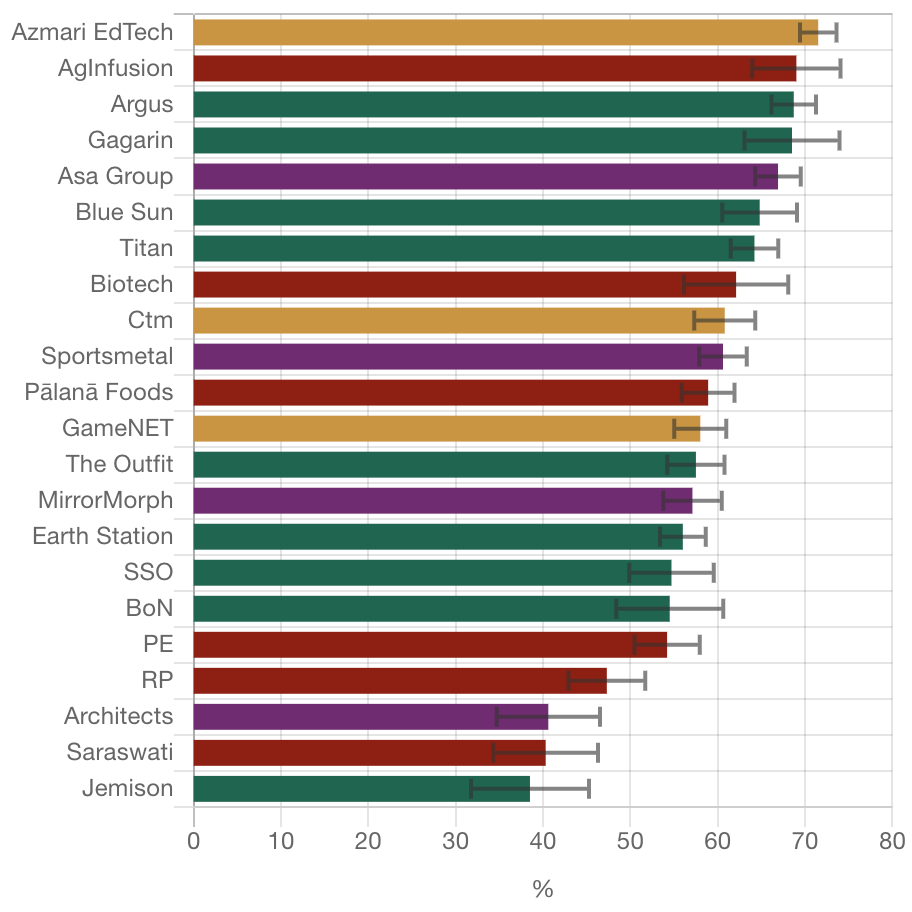 Azmari EdTech
AgInfusion
Argus
Gagarin
Asa Group
Blue Sun
Titan
Biotech
Ctm
Sportsmetal
Pālanā Foods
GameNET
The Outfit
MirrorMorph
Earth Station
SSO
BoN
PE
RP
Architects
Saraswati
Jemison
0 10 20 30 40 50 60 70 80
%